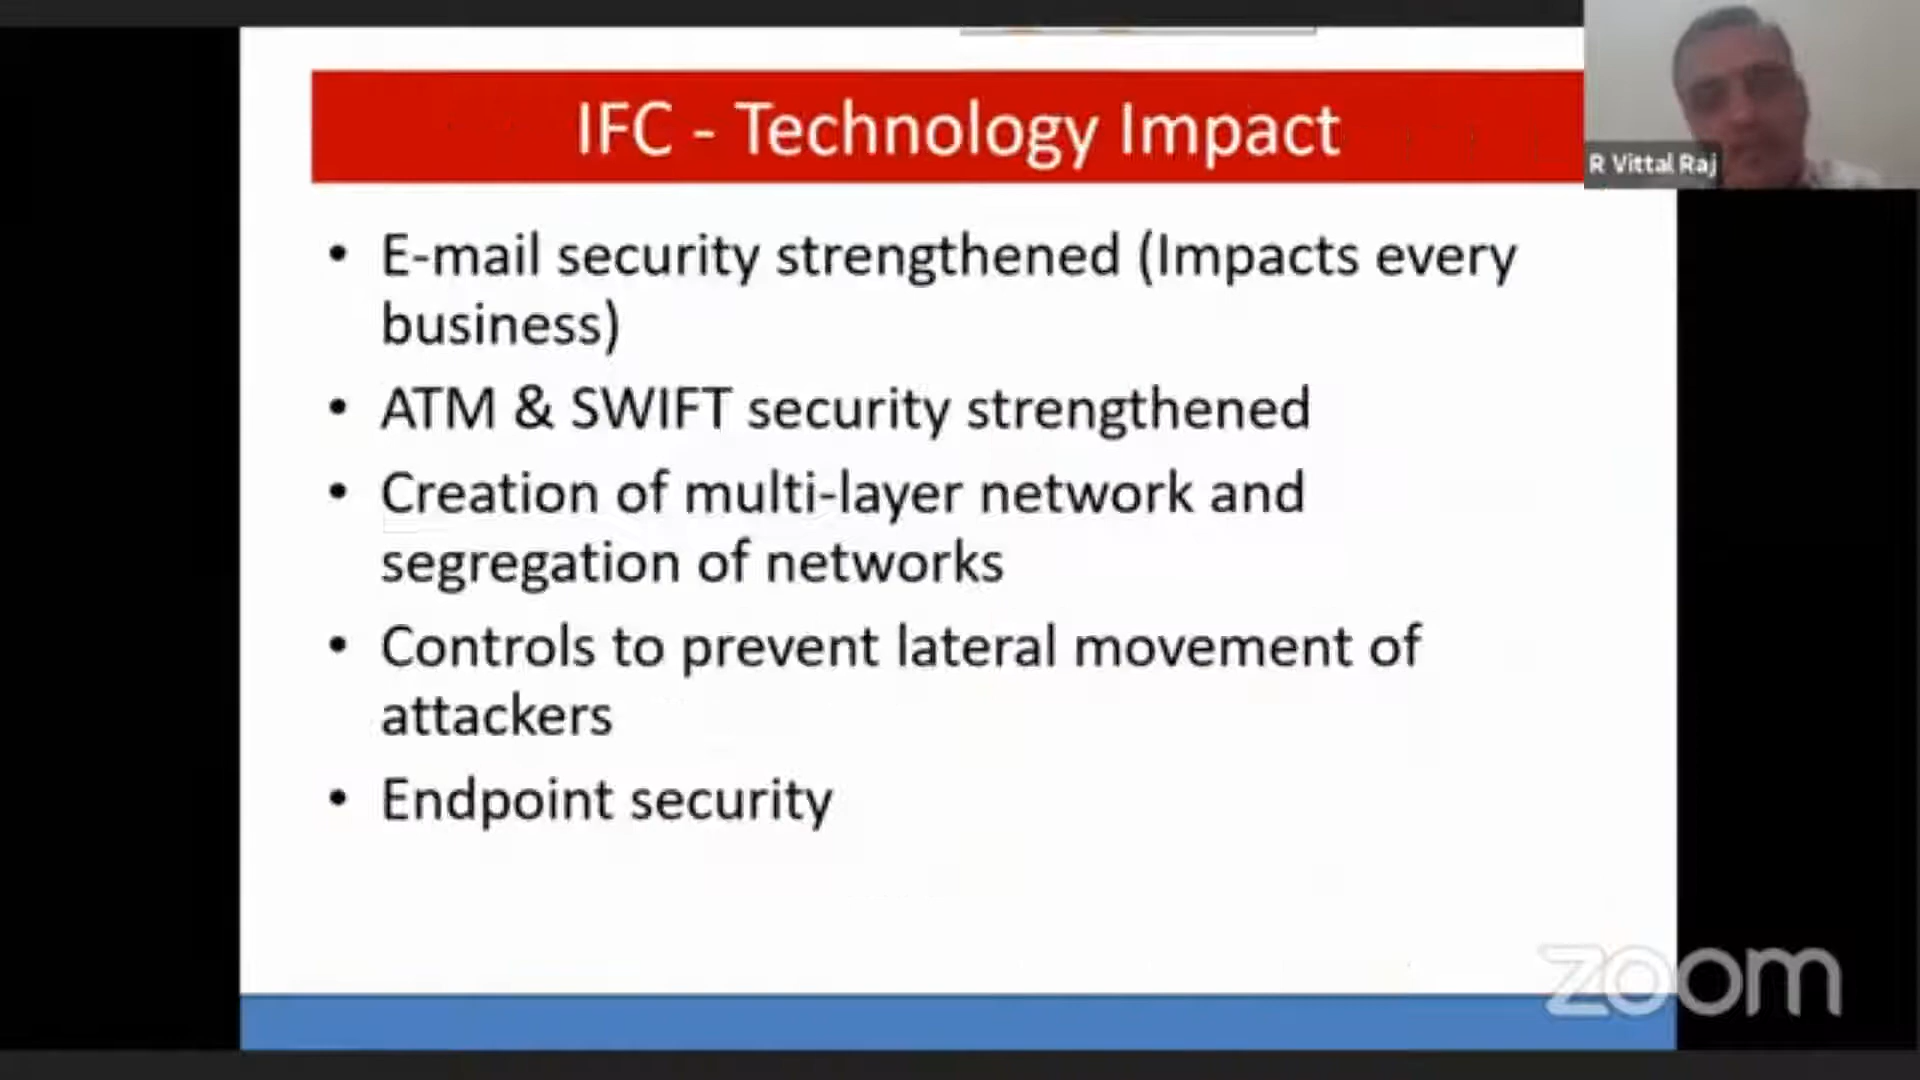 IFC - Technology Impact
R Vittal Raj
• E-mail security strengthened (Impacts every
business)
• ATM & SWIFT security strengthened
• Creation of multi-layer network and
segregation of networks
• Controls to prevent lateral movement of
attackers
• Endpoint security
zoom